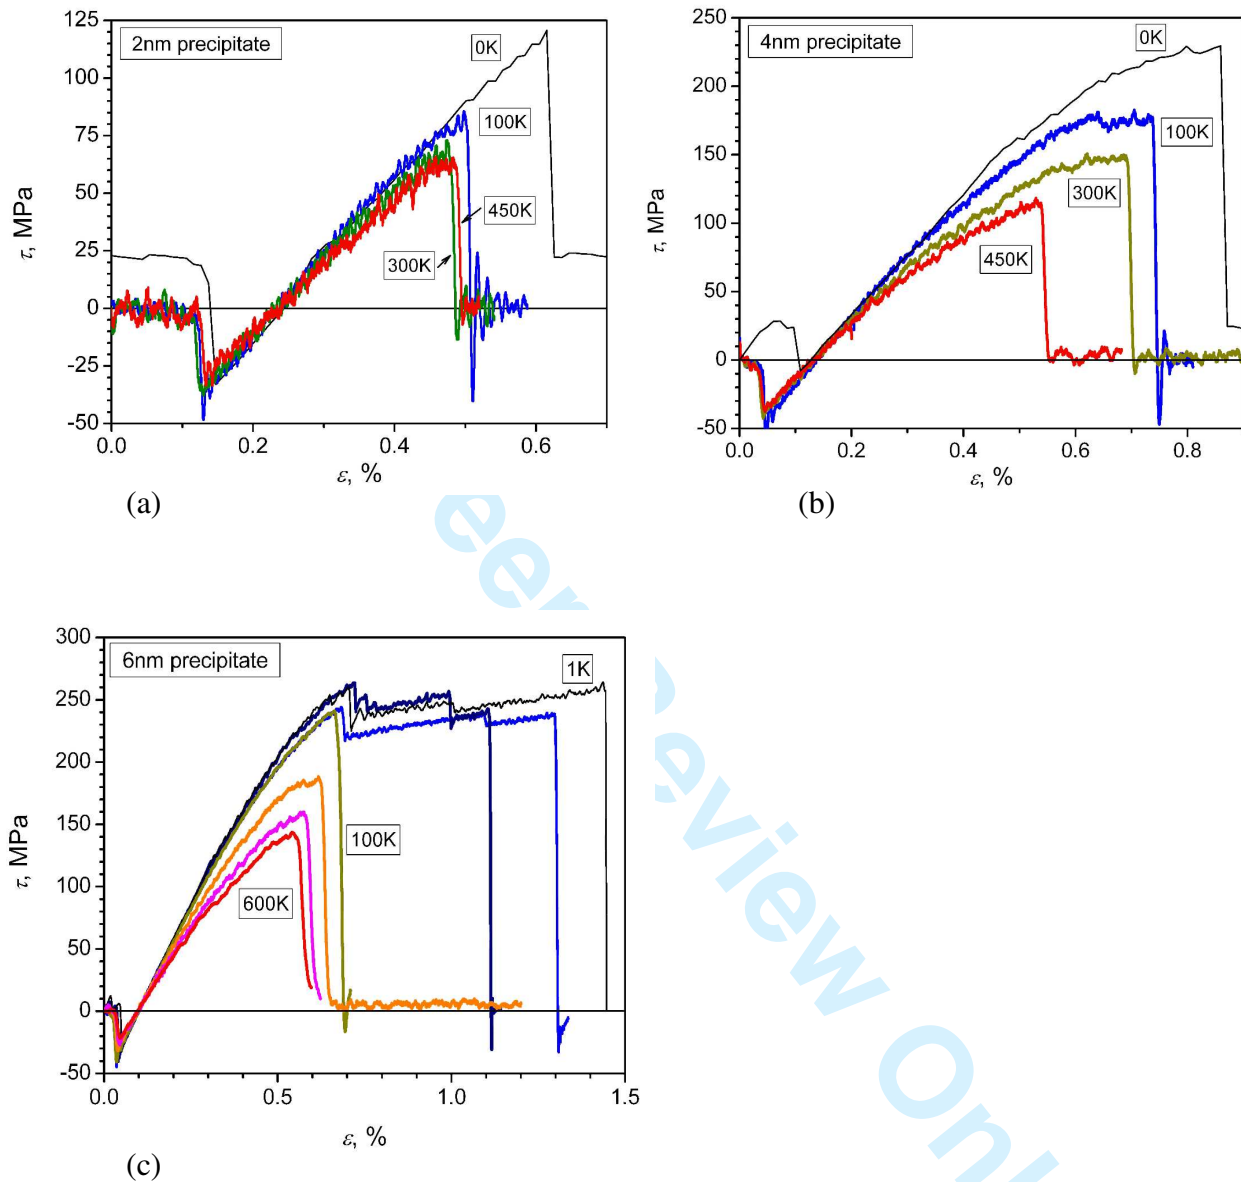 2nm precipitate
0K
100K
450K
300K
τ, MPa
125
100
75
50
25
0
-25
-50
0.0 0.2 0.4 0.6
ε, %
(a)
4nm precipitate
0K
100K
300K
450K
τ, MPa
250
200
150
100
50
0
-50
0.0 0.2 0.4 0.6 0.8
ε, %
(b)
6nm precipitate
1K
100K
600K
τ, MPa
300
250
200
150
100
50
0
-50
0.0 0.5 1.0 1.5
ε, %
(c)
eer
Review Onl